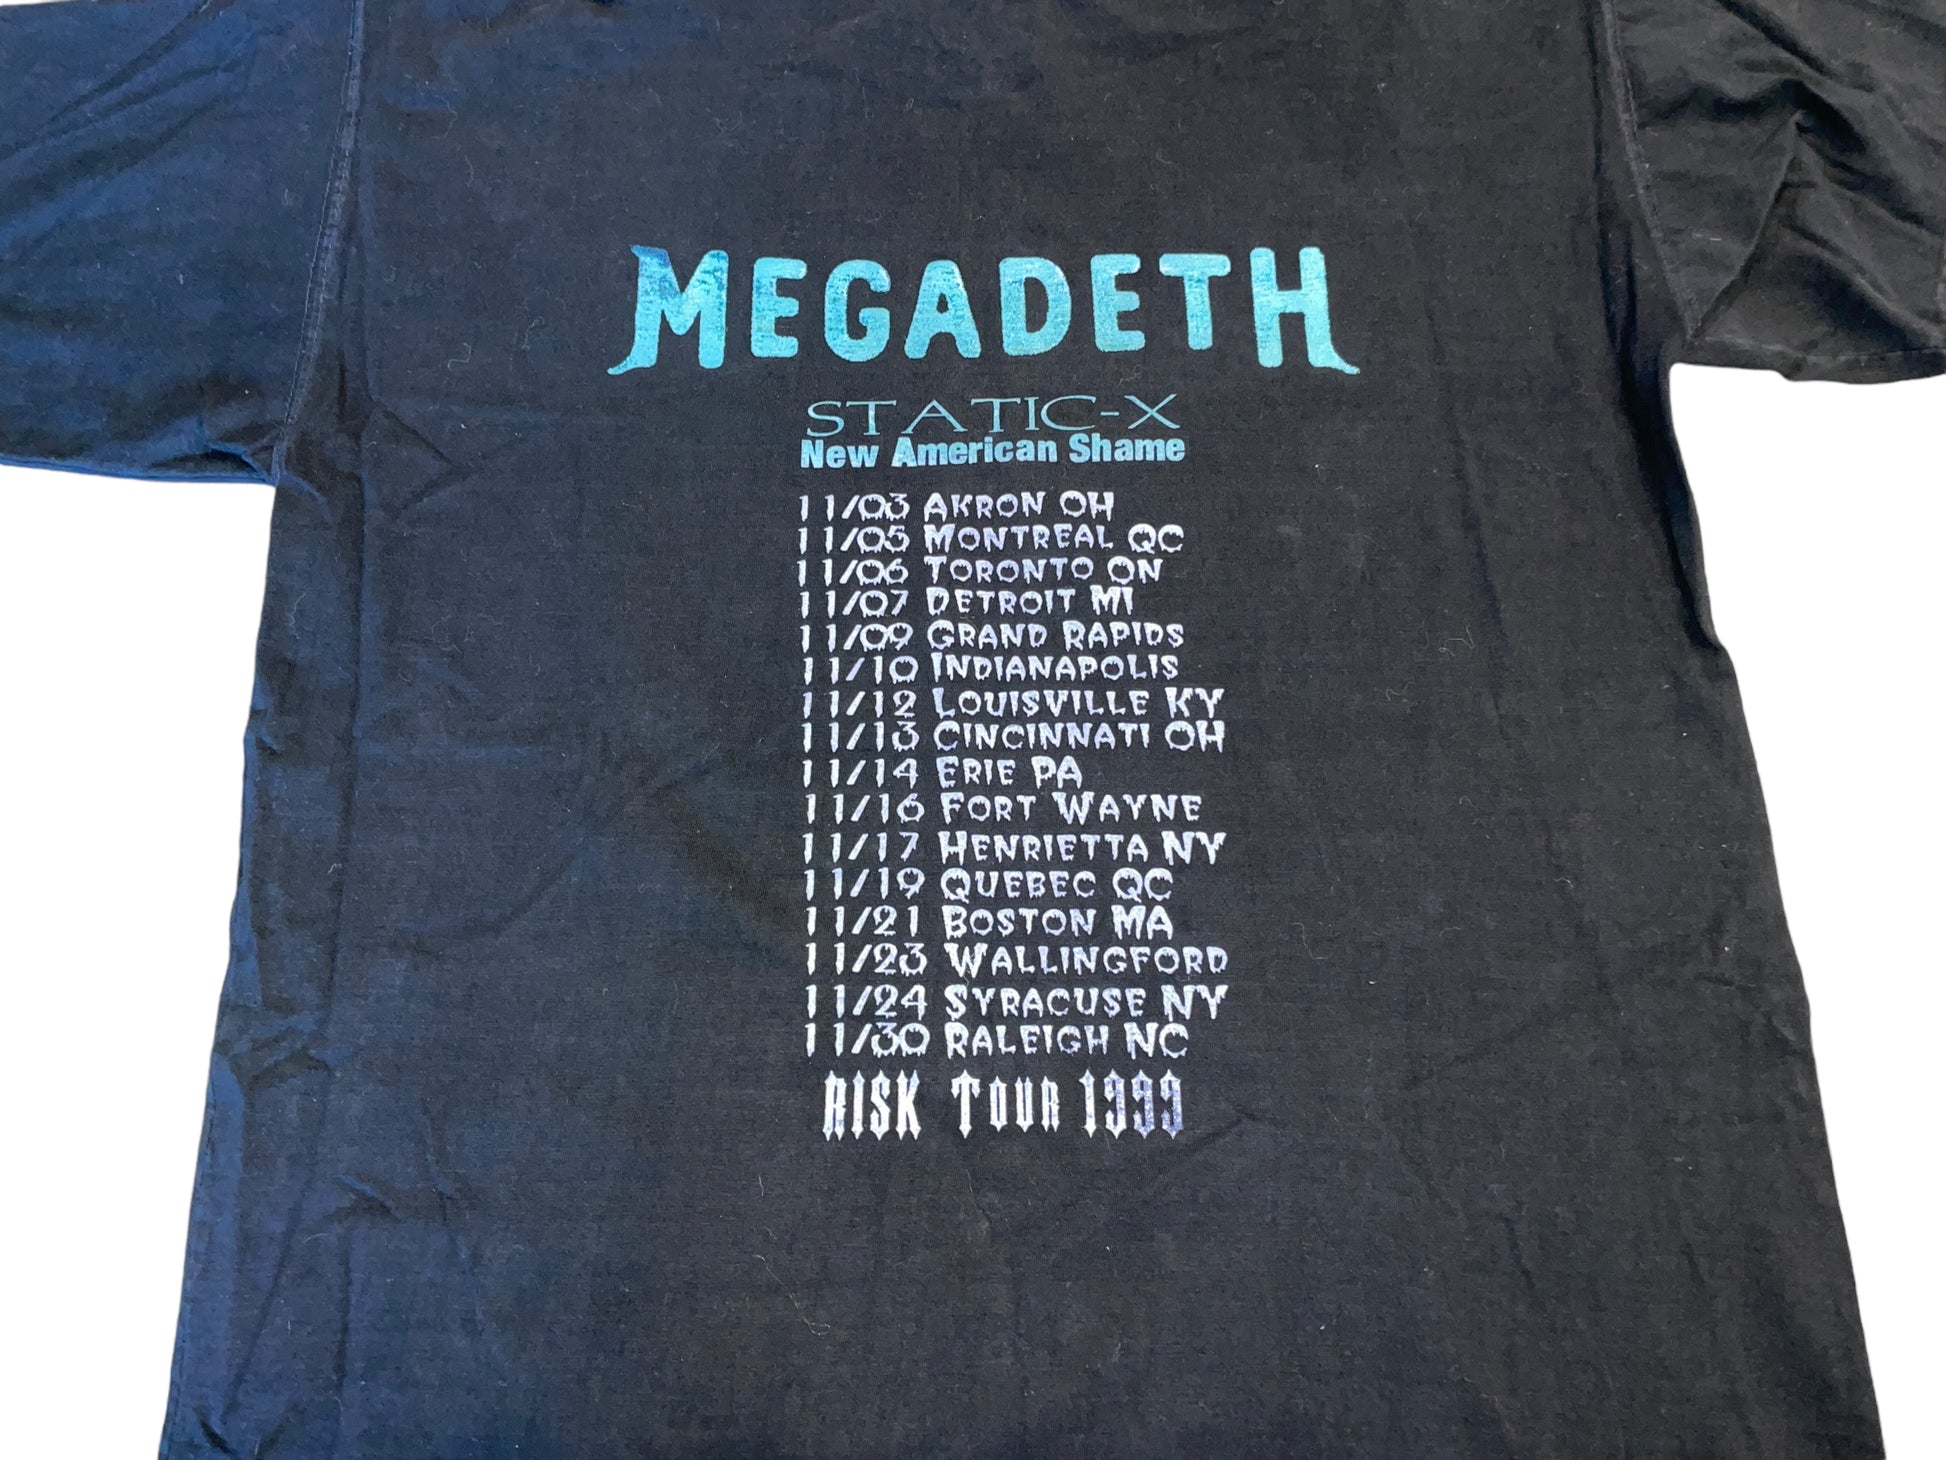 MEGADETH
STATIC-X
New American Shame
11/03 AKRON OH
11/05 MONTREAL QC
11/06 TORONTO ON
11/07 DETROIT MI
11/09 GRAND RAPIDS
11/10 INDIANAPOLIS
11/12 LOUISVILLE KY
11/13 CINCINNATI OH
11/14 ERIE PA
11/16 FORT WAYNE
11/17 HENRIETTA NY
11/19 QUEBEC QC
11/21 BOSTON MA
11/23 WALLINGFORD
11/24 SYRACUSE NY
11/30 RALEIGH NC
RISK TOUR 1999